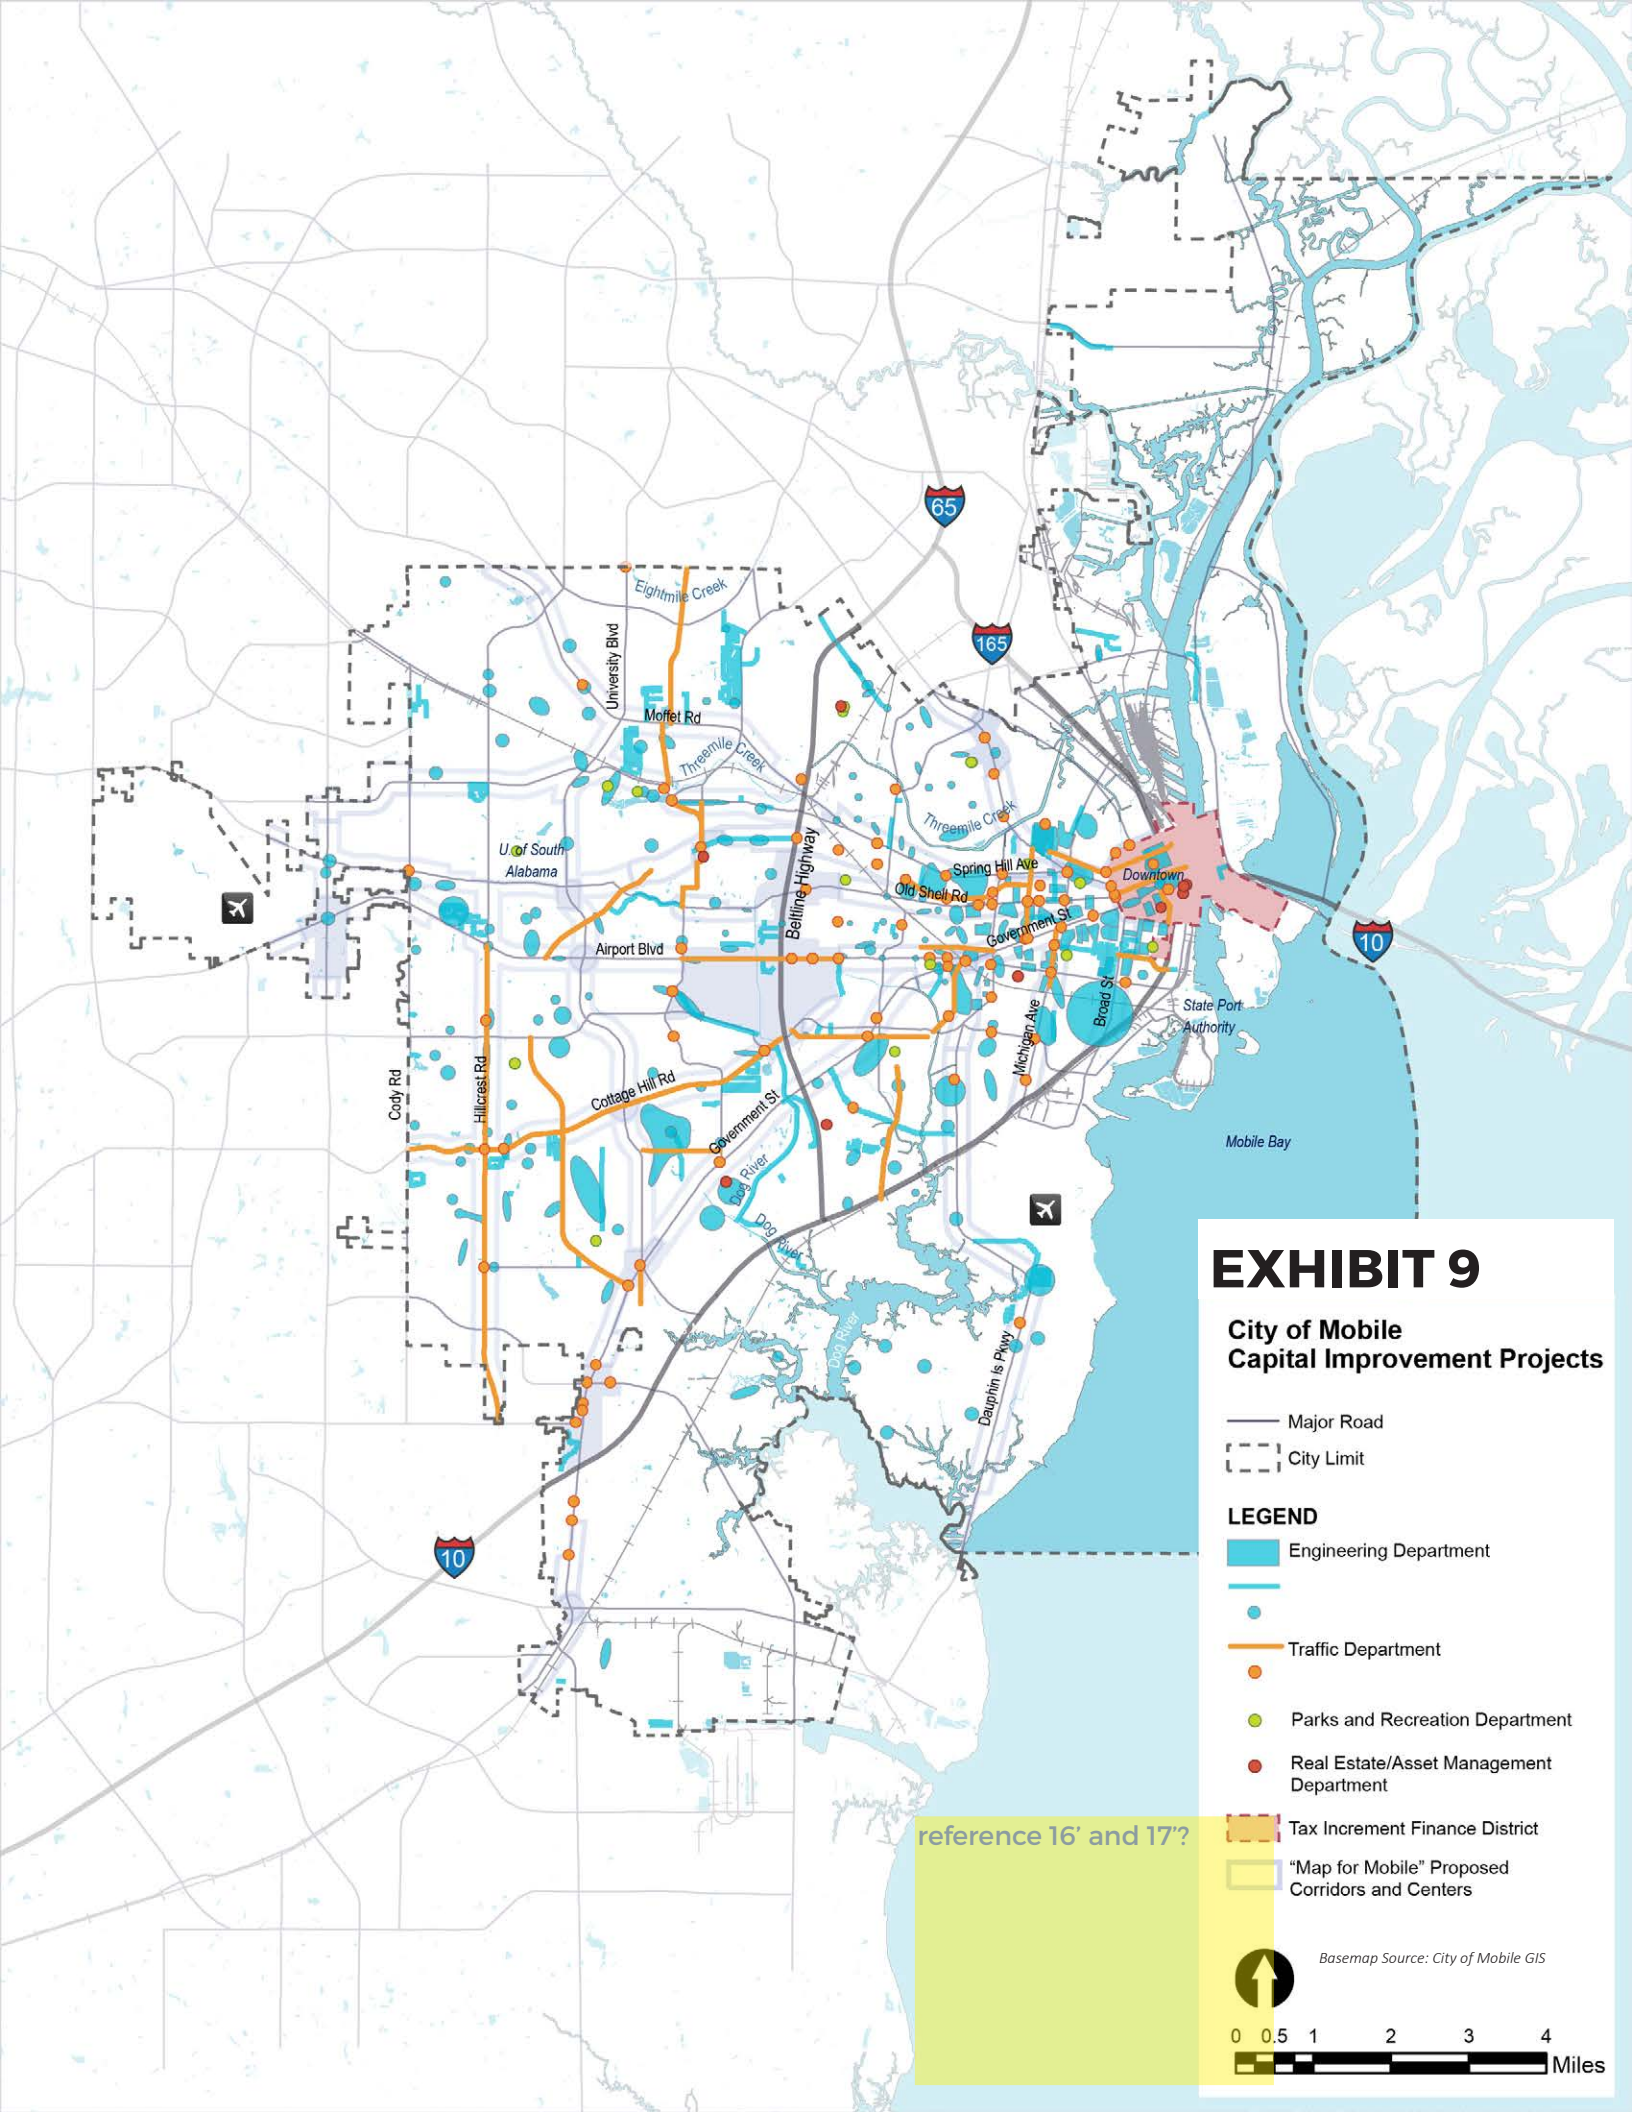 65
165
Eightmile Creek
University Blvd
Moffet Rd
Threemile Creek
Threemile Creek
U. of South
Alabama
Beltline Highway
Spring Hill Ave
Old Shell Rd
Downtown
Government St
Airport Blvd
10
Broad St
State Port
Authority
Michigan Ave
Cody Rd
Hillcrest Rd
Cottage Hill Rd
Government St
Mobile Bay
Dog River
Dog River
Dog River
Dauphin Is Pkwy
10
EXHIBIT 9
City of Mobile
Capital Improvement Projects
Major Road
City Limit
LEGEND
Engineering Department
Traffic Department
Parks and Recreation Department
Real Estate/Asset Management
Department
reference 16’ and 17’?
Tax Increment Finance District
“Map for Mobile” Proposed
Corridors and Centers
Basemap Source: City of Mobile GIS
0 0.5 1 2 3 4
Miles